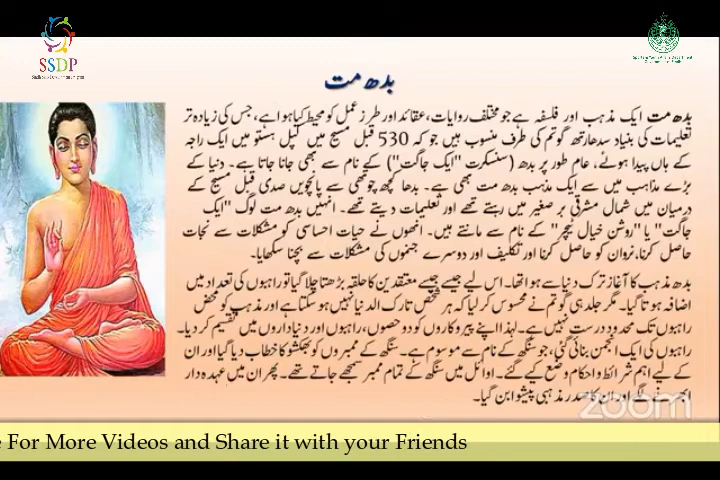 SSDP
بدھ مت
بدھ مت ایک مذہب اور فلسفہ ہے جو مختلف روایات، عقائد اور طرز عمل کو محیط کیا ہوا ہے، جس کی زیادہ تر
تعلیمات کی بنیاد سدھارتھ گوتم کی طرف منسوب ہیں جو کہ 530 قبل مسیح میں کپل بستو میں ایک راجہ
کے ہاں پیدا ہوئے، عام طور پر بدھ (سنسکرت "ایک جاگت") کے نام سے بھی جانا جاتا ہے۔ دنیا کے
بڑے مذاہب میں سے ایک مذہب بدھ مت بھی ہے۔ بدھا کچھ چوتھی سے پانچویں صدی قبل مسیح کے
درمیان میں شمال مشرقی بر صغیر میں رہتے تھے اور تعلیمات دیتے تھے۔ انہیں بدھ مت لوگ "ایک
جاگت" یا "روشن خیال ٹیچر" کے نام سے مانتے ہیں۔ انھوں نے حیات احساسی کو مشکلات سے نجات
حاصل کرنا، نروان کو حاصل کرنا اور تکلیف اور دوسرے جنموں کی مشکلات سے بچنا سکھایا۔
بدھ مذہب کا آغاز ترک دنیا سے ہوا تھا۔ اس لیے جیسے جیسے معتقدین کا حلقہ بڑھتا چلا گیا تو راہبوں کی تعداد میں
اضافہ ہوتا گیا۔ مگر جلد ہی گوتم نے محسوس کر لیا کہ ہر شخص تارک الدنیا نہیں ہو سکتا ہے اور مذہب کو محض
راہبوں تک محدود درست نہیں ہے۔ لہذا اپنے پیروکاروں کو دو حصوں، راہبوں اور دنیاداروں میں تقسیم کر دیا۔
راہبوں کی ایک انجمن بنائی گئی، جو سنگھ کے نام سے موسوم ہے۔ سنگھ کے ممبروں کو بھکشو کا خطاب دیا گیا اور ان
کے لیے اہم شرائط و احکام وضع کیے گئے۔ اوائل میں سنگھ کے تمام ممبر سمجھے جاتے تھے۔ پھر ان میں عہدہ دار
نے لگے اور ان کا صدر مذہبی پیشوا بن گیا۔
zoom
For More Videos and Share it with your Friends